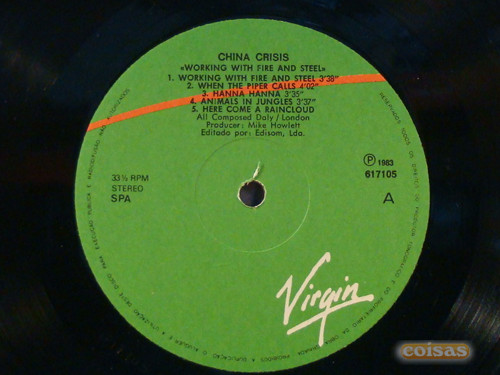 CHINA CRISIS
«WORKING WITH FIRE AND STEEL»
1. WORKING WITH FIRE AND STEEL 3'38"
2. WHEN THE PIPER CALLS 4'02"
3. HANNA HANNA 3'35"
4. ANIMALS IN JUNGLES 3'37"
5. HERE COME A RAINCLOUD
All Composed Daly / London
Producer: Mike Howlett
Editado por: Edisom, Lda.
33⅓ RPM
STEREO
SPA
Ⓟ 1983
617105
A
Virgin
coisas